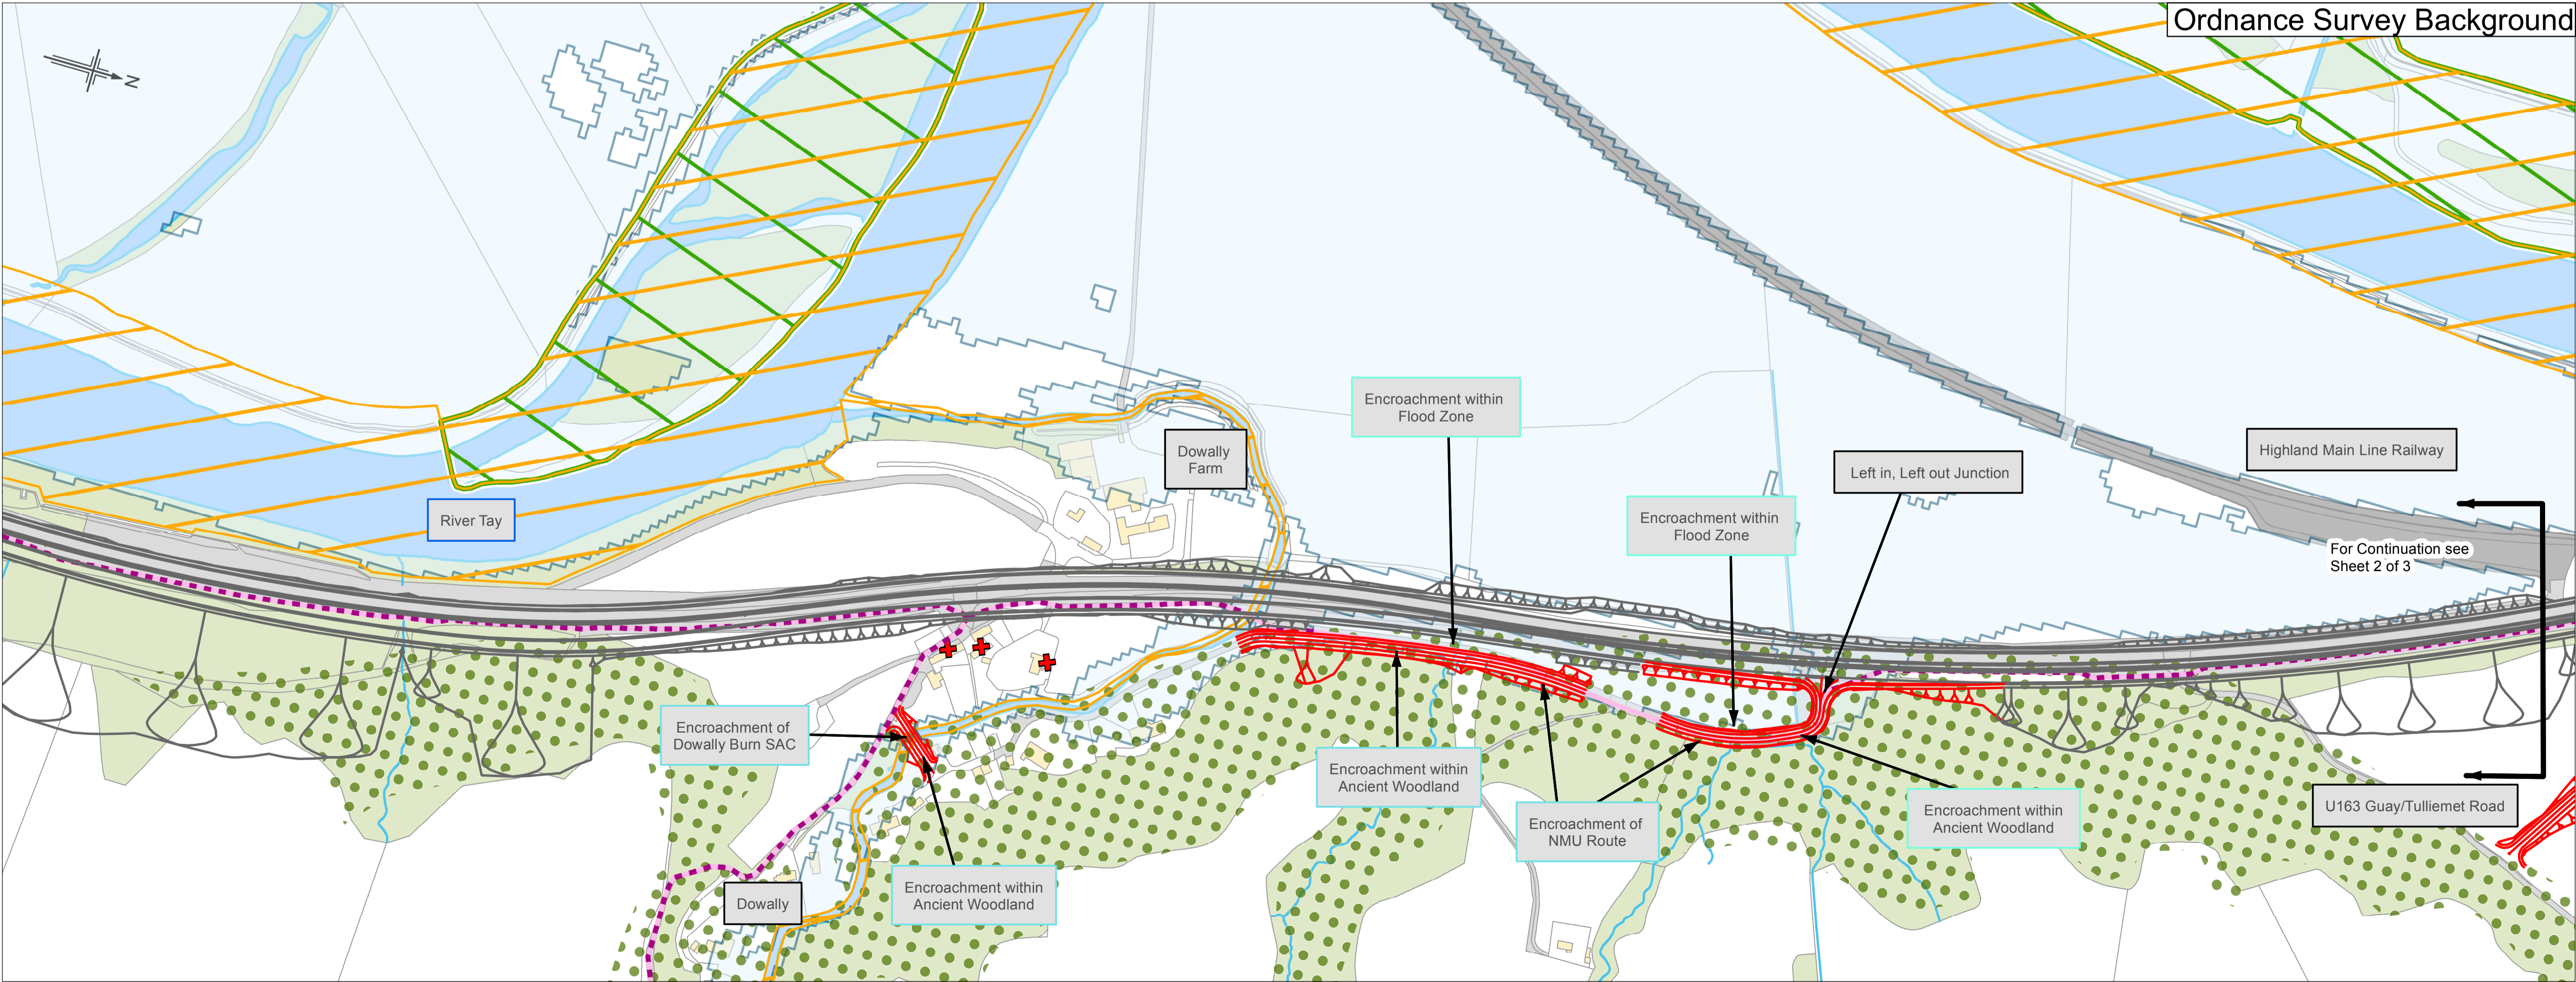 Ordnance Survey Background
N
Encroachment within
Flood Zone
Dowally
Farm
Highland Main Line Railway
Left in, Left out Junction
River Tay
Encroachment within
Flood Zone
For Continuation see
Sheet 2 of 3
Encroachment of
Dowally Burn SAC
Encroachment within
Ancient Woodland
U163 Guay/Tulliemet Road
Encroachment of
NMU Route
Encroachment within
Ancient Woodland
Encroachment within
Ancient Woodland
Dowally